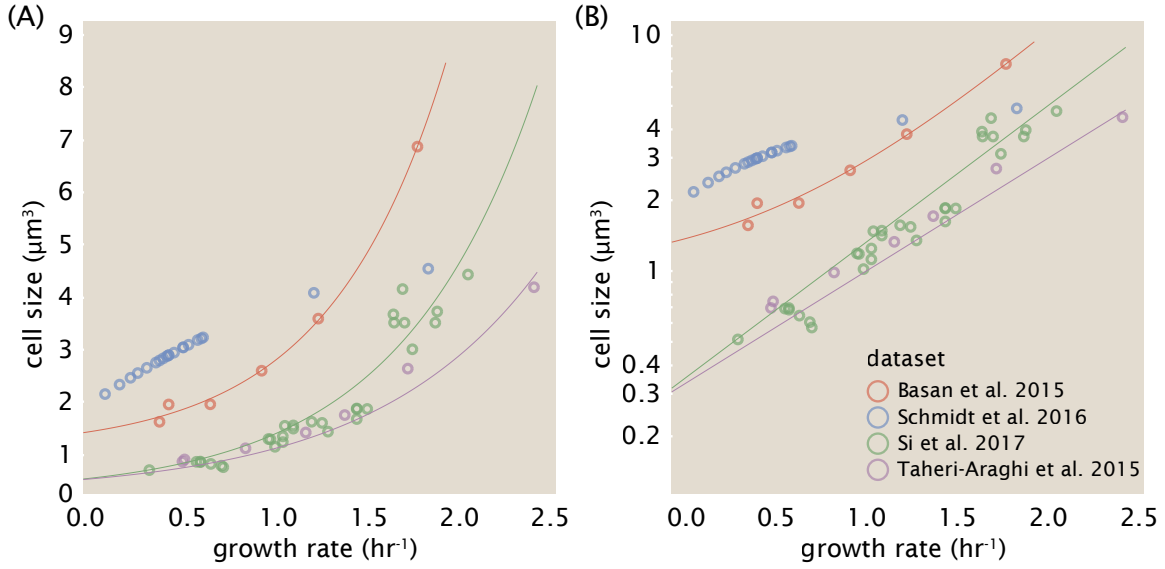 (A)
9
8
7
6
5
4
3
2
1
0
cell size (μm³)
0.0 0.5 1.0 1.5 2.0 2.5
growth rate (hr⁻¹)
(B)
10
4
3
2
1
0.4
0.3
0.2
cell size (μm³)
dataset
Basan et al. 2015
Schmidt et al. 2016
Si et al. 2017
Taheri-Araghi et al. 2015
0.0 0.5 1.0 1.5 2.0 2.5
growth rate (hr⁻¹)